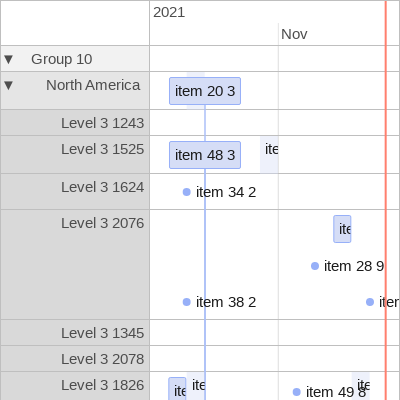 2021
Nov
▼ Group 10
▼ North America
item 20 3
Level 3 1243
Level 3 1525
item 48 3
ite
Level 3 1624
item 34 2
Level 3 2076
ite
item 28 9
item 38 2
iter
Level 3 1345
Level 3 2078
Level 3 1826
ite
ite
item 49 8
ite